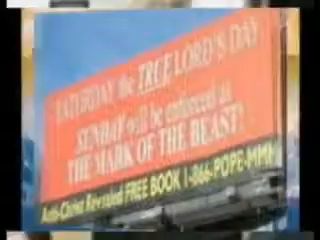 SATURDAY the TRUE LORD'S DAY
SUNDAY will be enforced as
THE MARK OF THE BEAST!
Anti-Christ Revealed FREE BOOK 1-866-POPE-MMM